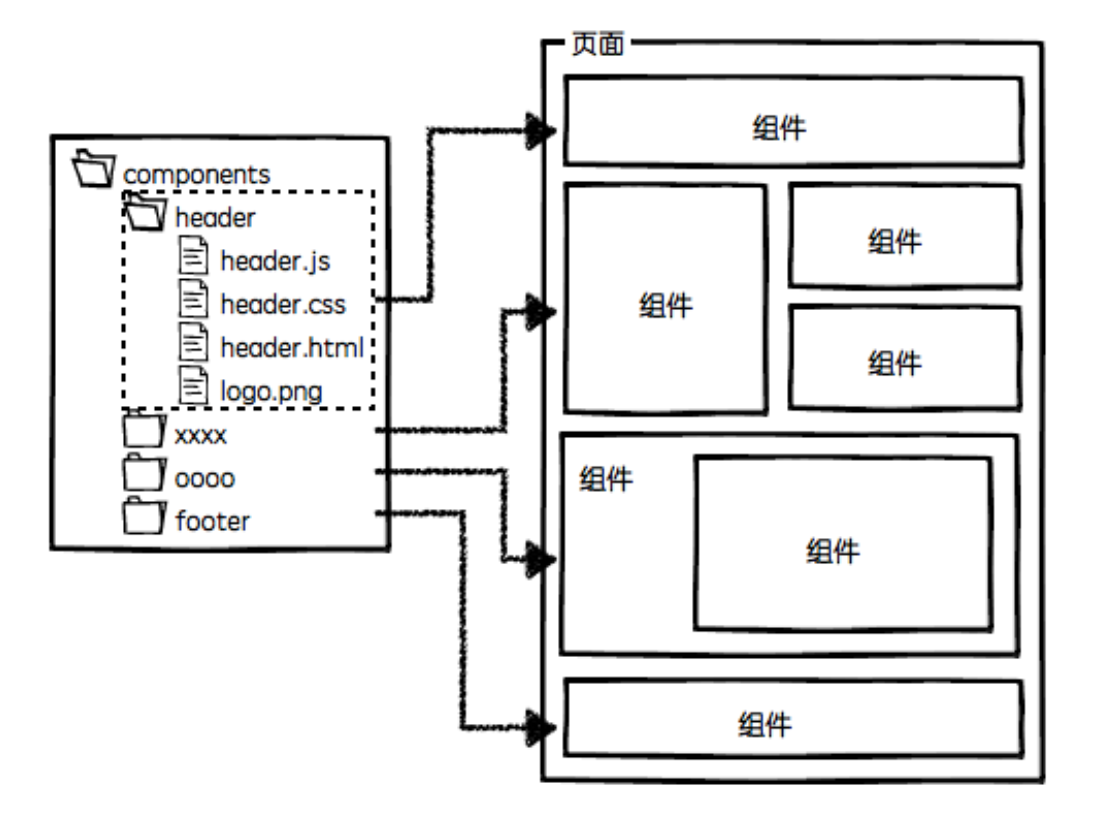 components
header
header.js
header.css
header.html
logo.png
xxxx
oooo
footer
页面
组件
组件
组件
组件
组件
组件
组件